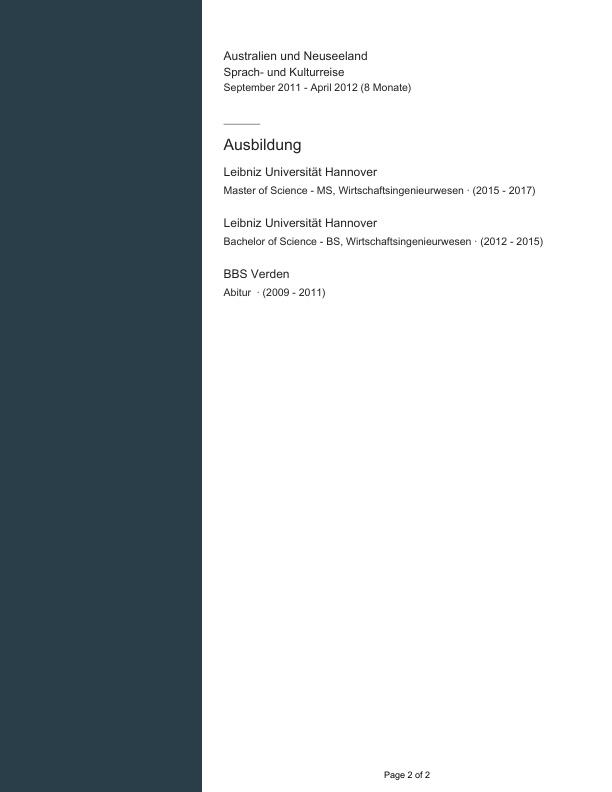 Australien und Neuseeland
Sprach- und Kulturreise
September 2011 - April 2012 (8 Monate)
Ausbildung
Leibniz Universität Hannover
Master of Science - MS, Wirtschaftsingenieurwesen · (2015 - 2017)
Leibniz Universität Hannover
Bachelor of Science - BS, Wirtschaftsingenieurwesen · (2012 - 2015)
BBS Verden
Abitur · (2009 - 2011)
Page 2 of 2